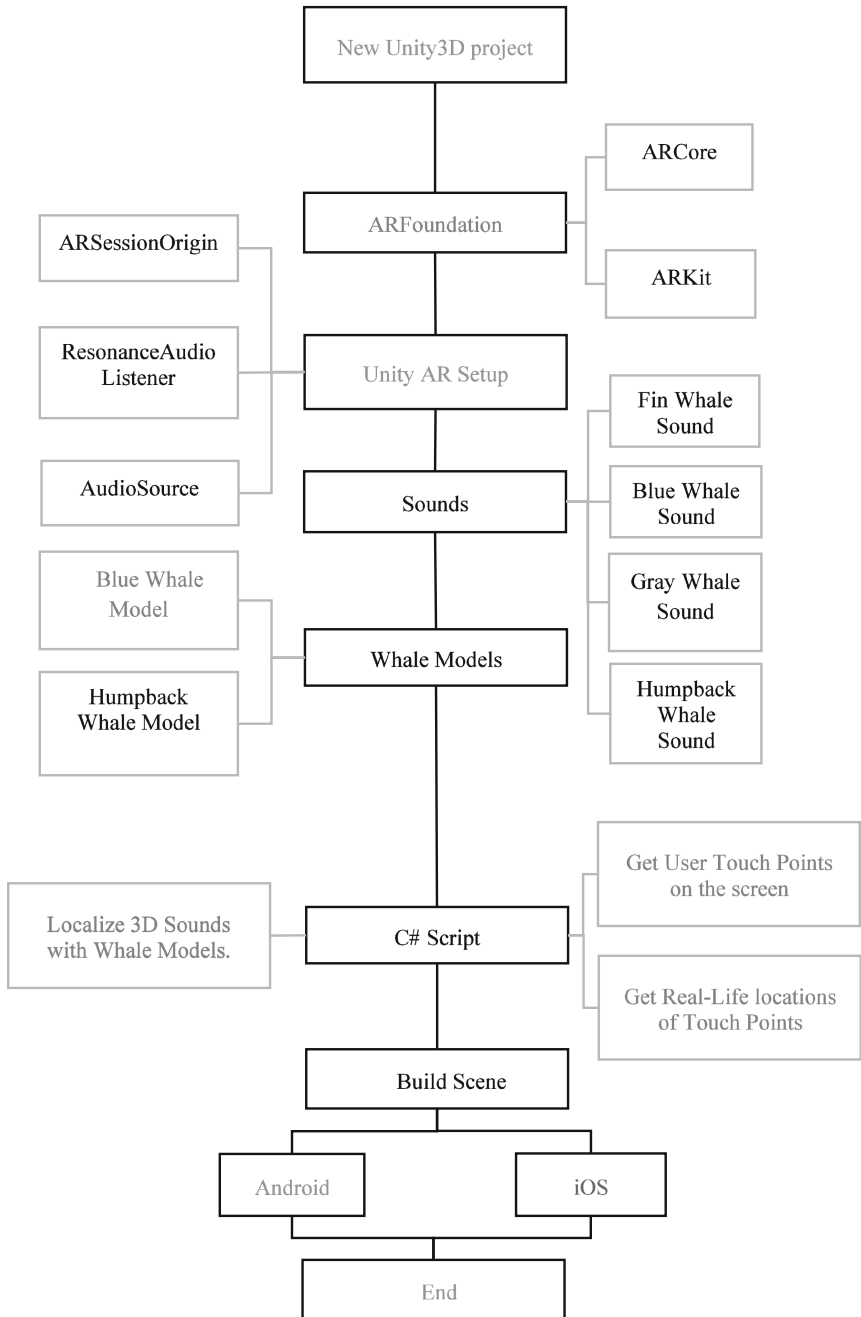 New Unity3D project
ARCore
ARFoundation
ARSessionOrigin
ARKit
ResonanceAudio
Listener
Unity AR Setup
Fin Whale
Sound
AudioSource
Sounds
Blue Whale
Sound
Blue Whale
Model
Gray Whale
Sound
Whale Models
Humpback
Whale Model
Humpback
Whale
Sound
Get User Touch Points
on the screen
Localize 3D Sounds
with Whale Models.
C# Script
Get Real-Life locations
of Touch Points
Build Scene
Android
iOS
End